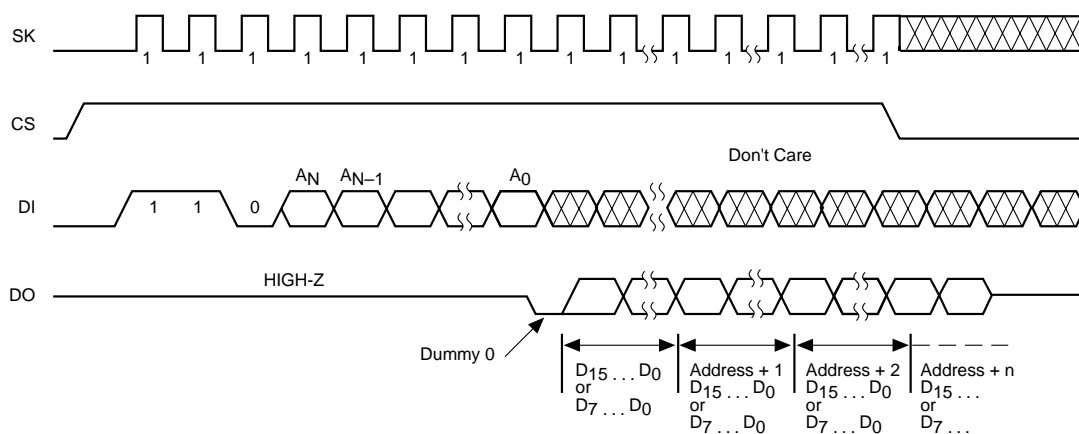 SK
1 1 1 1 1 1 1 1 1 1 1 1 1 1 1
CS
Don't Care
AN AN–1 A0
DI 1 1 0
HIGH-Z
DO
Dummy 0
D15 . . . D0
or
D7 . . . D0
Address + 1
D15 . . . D0
or
D7 . . . D0
Address + 2
D15 . . . D0
or
D7 . . . D0
Address + n
D15 . . .
or
D7 . . .